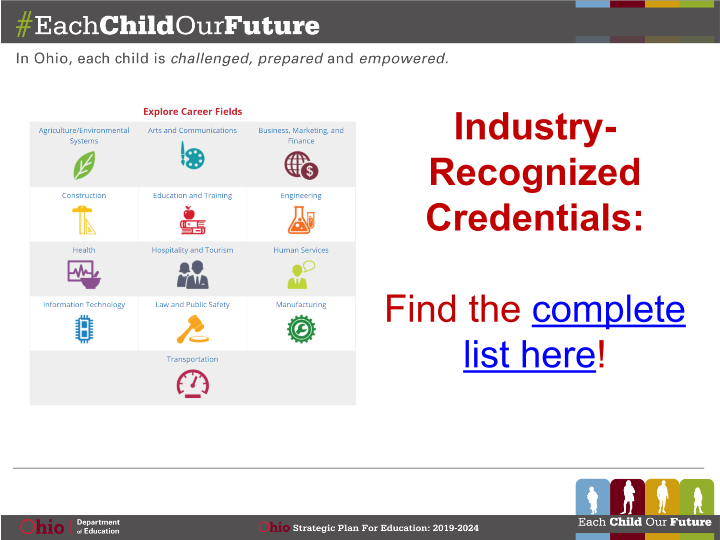 #EachChildOurFuture
In Ohio, each child is challenged, prepared and empowered.
Explore Career Fields
Agriculture/Environmental
Systems
Arts and Communications
Business, Marketing, and
Finance
Construction
Education and Training
Engineering
Health
Hospitality and Tourism
Human Services
Information Technology
Law and Public Safety
Manufacturing
Transportation
Industry-
Recognized
Credentials:
Find the complete
list here!
Ohio
Department
of Education
Ohio Strategic Plan For Education: 2019-2024
Each Child Our Future